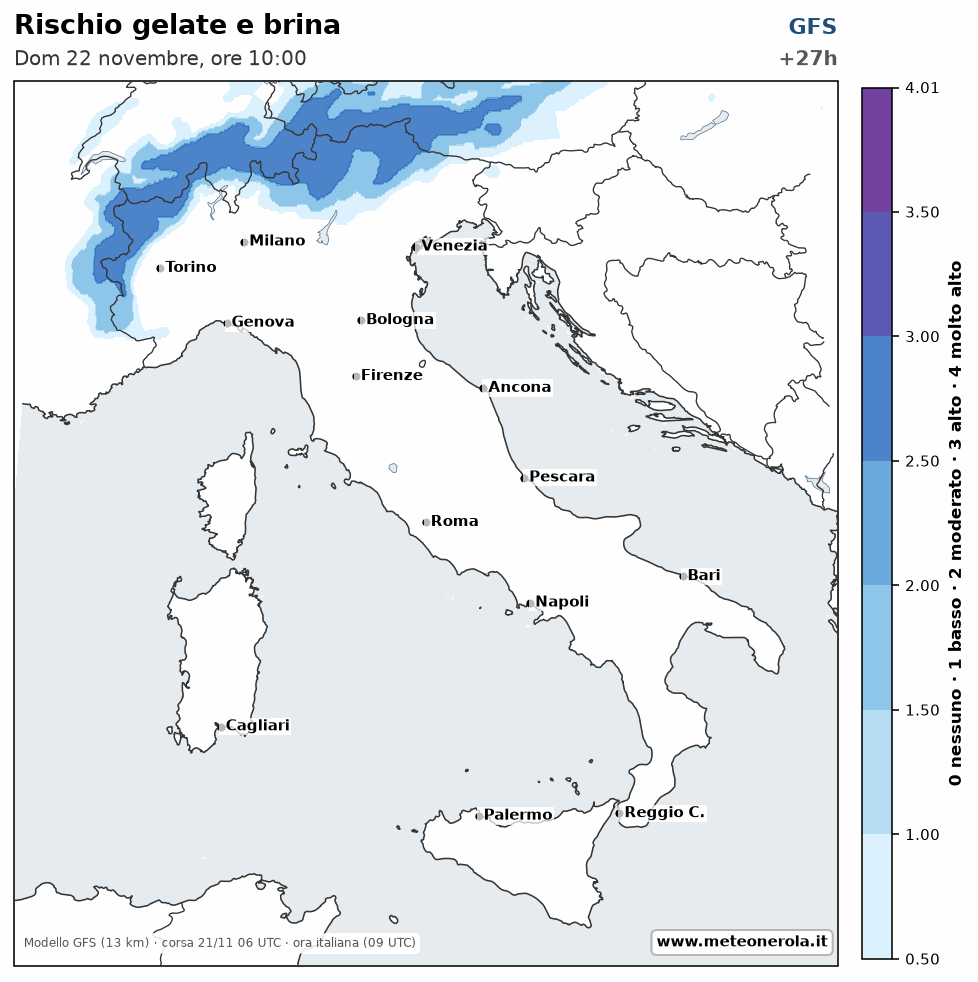 Rischio gelate e brina
GFS
Dom 22 novembre, ore 10:00
+27h
4.01
3.50
3.00
2.50
2.00
1.50
1.00
0.50
0 nessuno · 1 basso · 2 moderato · 3 alto · 4 molto alto
Milano
Venezia
Torino
Genova
Bologna
Firenze
Ancona
Pescara
Roma
Bari
Napoli
Cagliari
Palermo
Reggio C.
Modello GFS (13 km) · corsa 21/11 06 UTC · ora italiana (09 UTC)
www.meteonerola.it